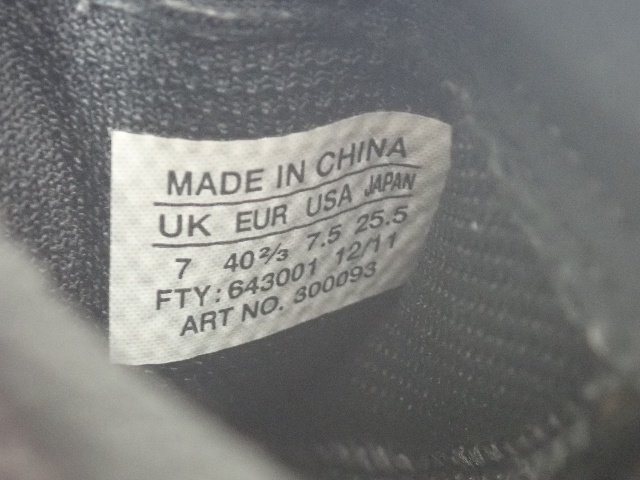 MADE IN CHINA
UK EUR USA JAPAN
7 40⅔ 7.5 25.5
FTY: 643001 12/11
ART NO. 300093